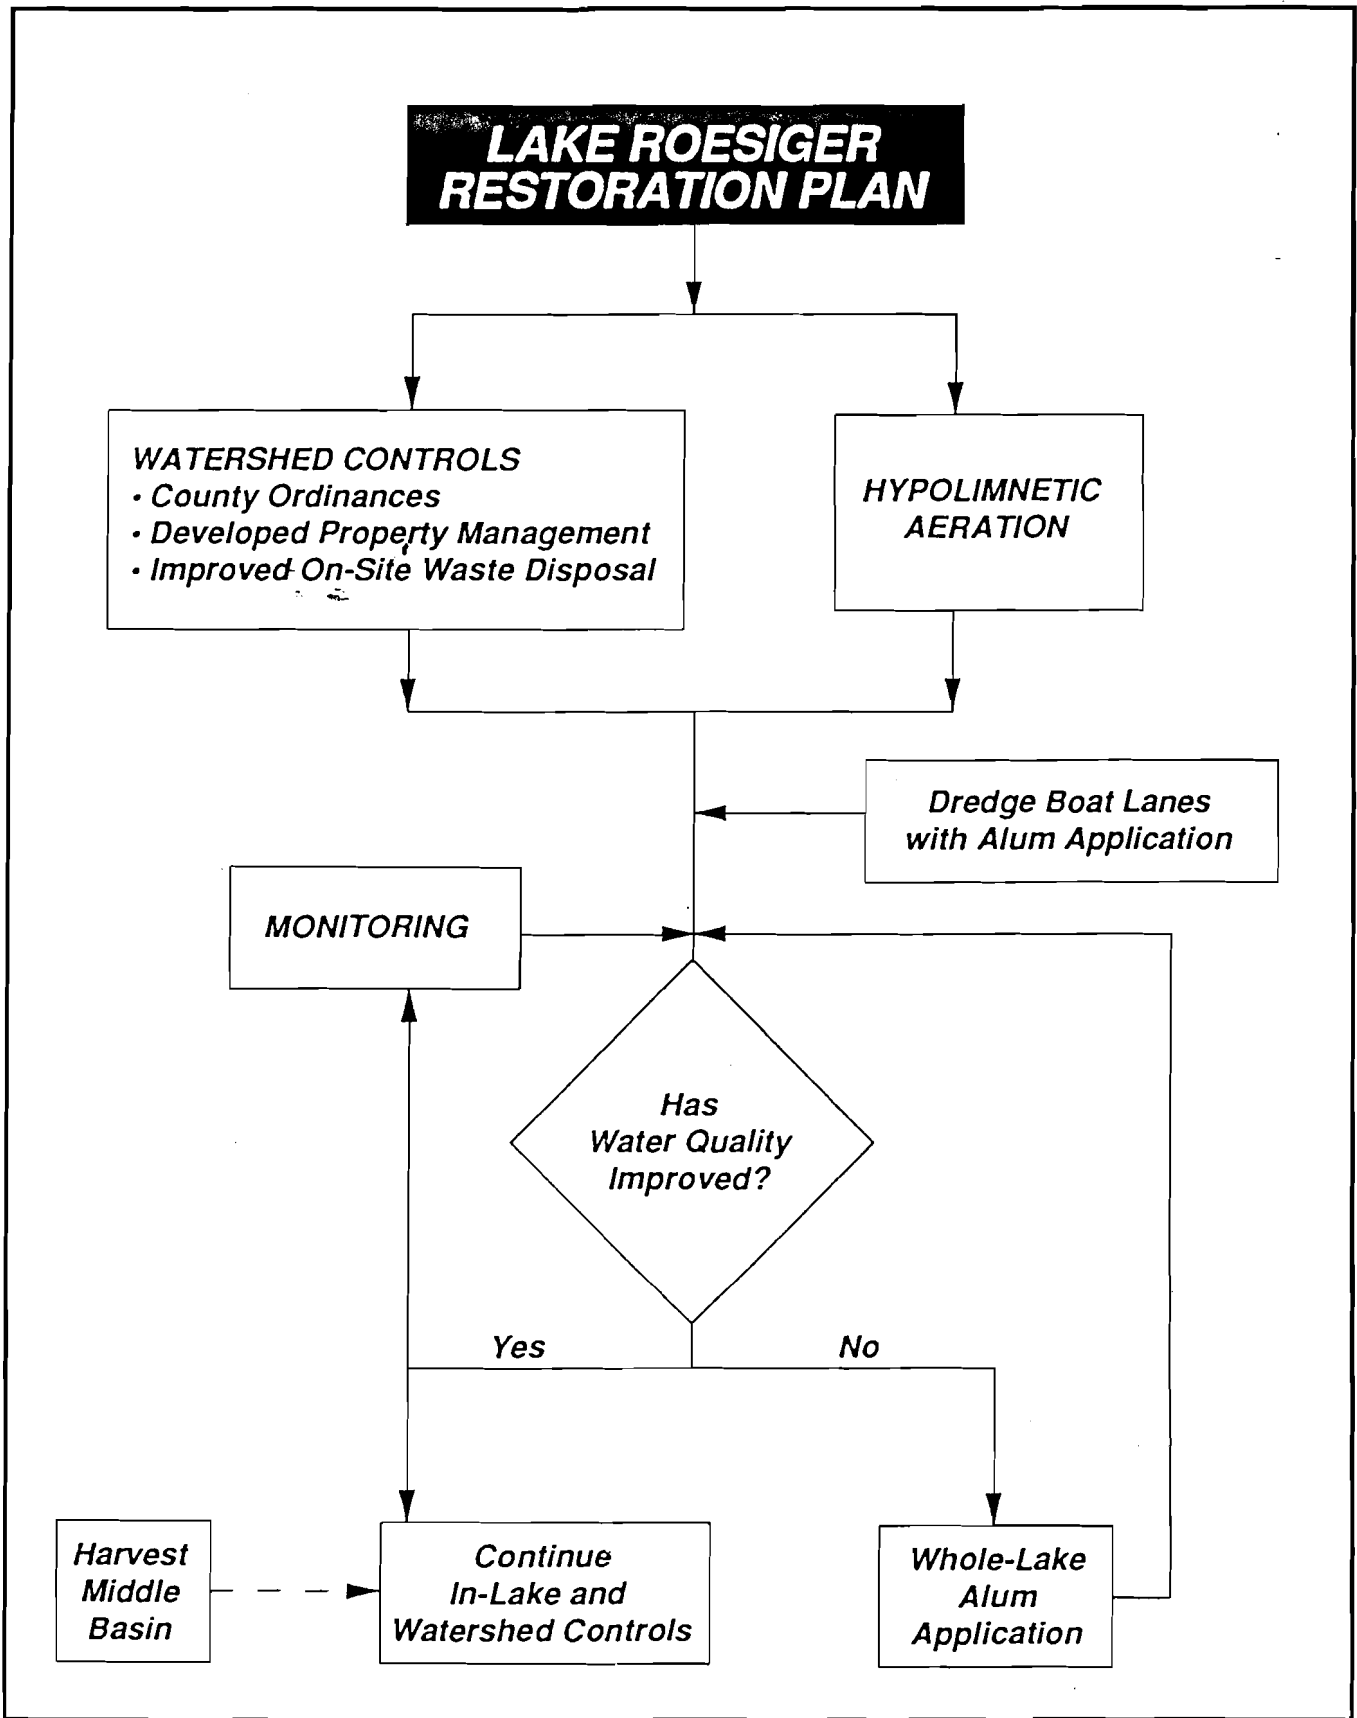 LAKE ROESIGER
RESTORATION PLAN
WATERSHED CONTROLS
• County Ordinances
• Developed Property Management
• Improved On-Site Waste Disposal
HYPOLIMNETIC
AERATION
Dredge Boat Lanes
with Alum Application
MONITORING
Has
Water Quality
Improved?
Yes
No
Harvest
Middle
Basin
Continue
In-Lake and
Watershed Controls
Whole-Lake
Alum
Application